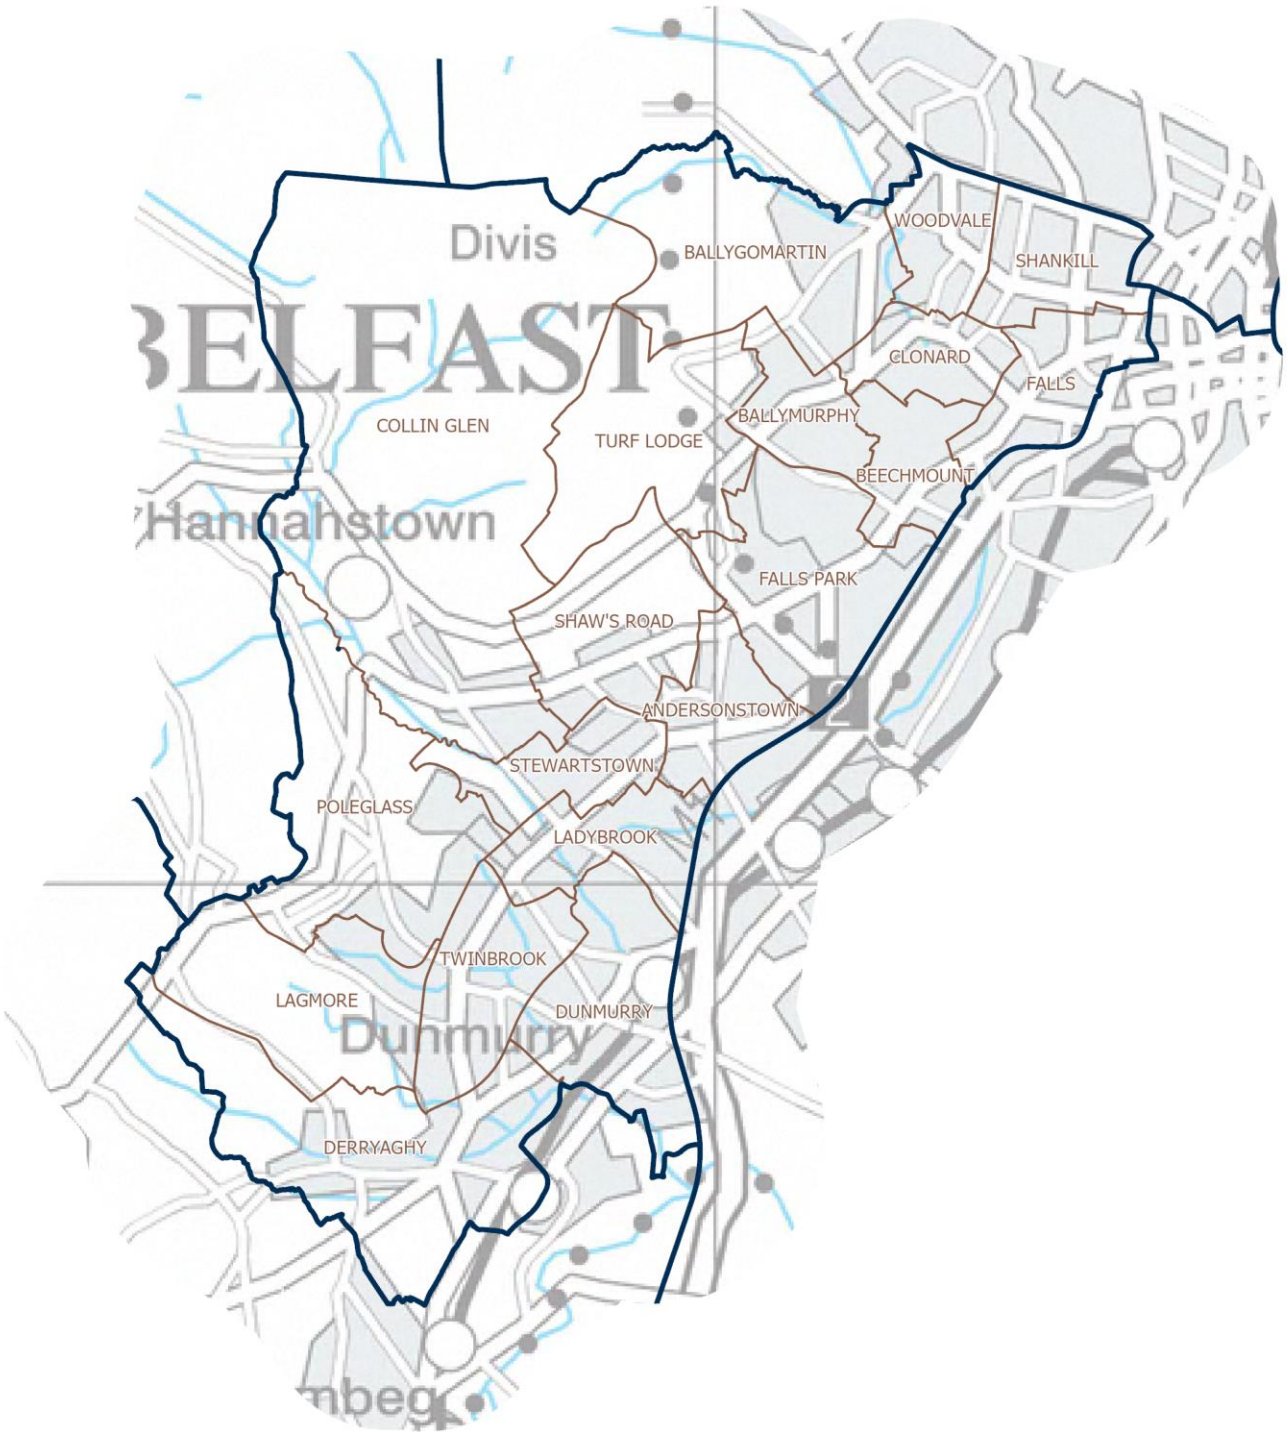 WOODVALE
Divis
BALLYGOMARTIN
SHANKILL
BELFAST
CLONARD
FALLS
COLLIN GLEN
TURF LODGE
BALLYMURPHY
BEECHMOUNT
Hannahstown
FALLS PARK
SHAW'S ROAD
ANDERSONSTOWN
STEWARTSTOWN
POLEGLASS
LADYBROOK
TWINBROOK
LAGMORE
DUNMURRY
Dunmurry
DERRYAGHY
mbeg